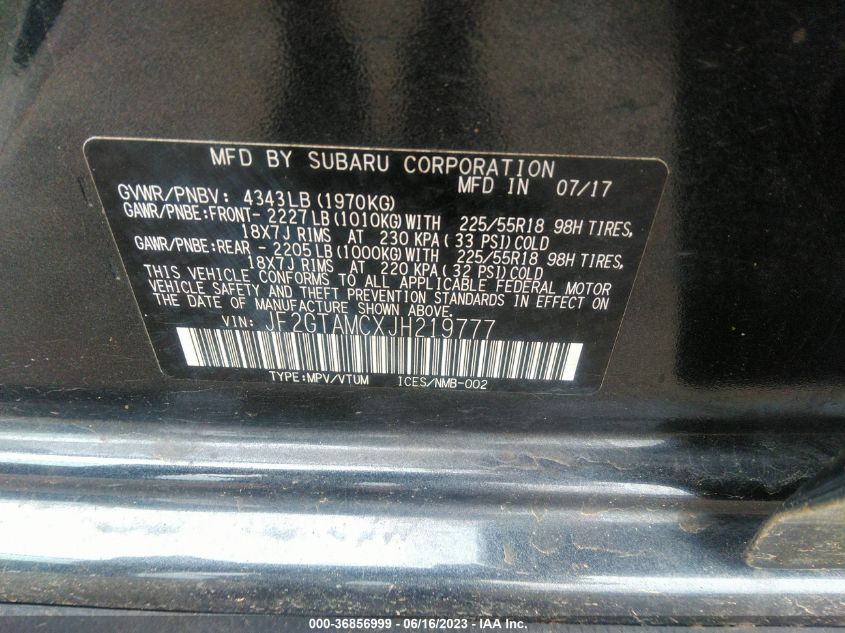 MFD BY SUBARU CORPORATION
MFD IN 07/17
GVWR/PNBV: 4343LB (1970KG)
GAWR/PNBE:FRONT- 2227LB(1010KG)WITH 225/55R18 98H TIRES,
18X7J RIMS AT 230 KPA(33 PSI)COLD
GAWR/PNBE:REAR - 2205LB(1000KG)WITH 225/55R18 98H TIRES,
18X7J RIMS AT 220 KPA(32 PSI)COLD
THIS VEHICLE CONFORMS TO ALL APPLICABLE FEDERAL MOTOR
VEHICLE SAFETY AND THEFT PREVENTION STANDARDS IN EFFECT ON
THE DATE OF MANUFACTURE SHOWN ABOVE.
VIN: JF2GTAMCXJH219777
TYPE:MPV/VTUM ICES/NMB-002
000-36856999 / 06/16/2023 - IAA Inc.